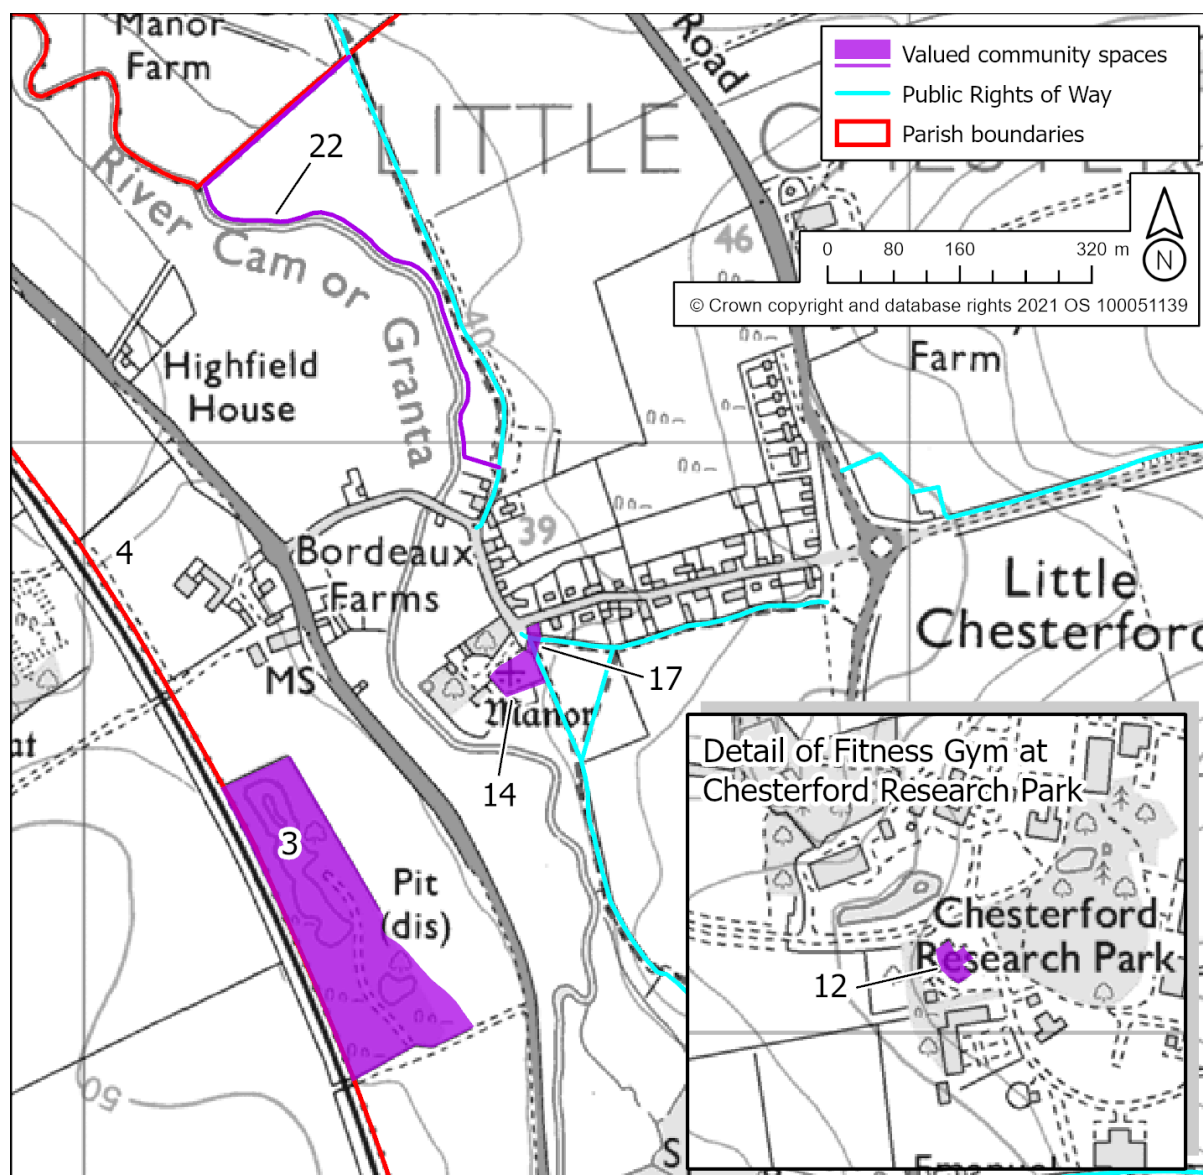 Manor
Farm
Road
Valued community spaces
Public Rights of Way
Parish boundaries
22
LITTLE
River Cam or Granta
46
0 80 160 320 m
N
© Crown copyright and database rights 2021 OS 100051139
40
Highfield
House
Farm
4
39
Bordeaux
Farms
Little
Chesterford
MS
17
Manor
14
3
Pit
(dis)
50
Detail of Fitness Gym at
Chesterford Research Park
Chesterford
Research Park
12